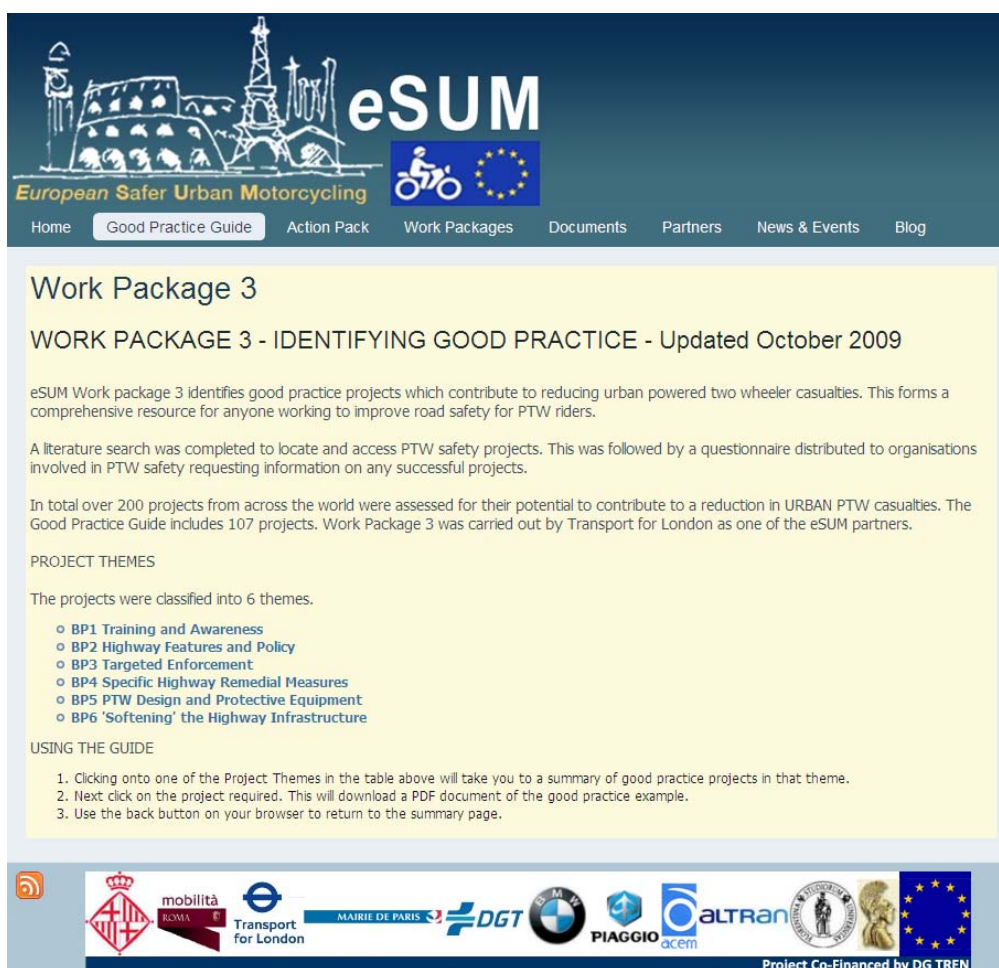 eSUM
European Safer Urban Motorcycling
Home Good Practice Guide Action Pack Work Packages Documents Partners News & Events Blog
Work Package 3
WORK PACKAGE 3 - IDENTIFYING GOOD PRACTICE - Updated October 2009
eSUM Work package 3 identifies good practice projects which contribute to reducing urban powered two wheeler casualties. This forms a
comprehensive resource for anyone working to improve road safety for PTW riders.
A literature search was completed to locate and access PTW safety projects. This was followed by a questionnaire distributed to organisations
involved in PTW safety requesting information on any successful projects.
In total over 200 projects from across the world were assessed for their potential to contribute to a reduction in URBAN PTW casualties. The
Good Practice Guide includes 107 projects. Work Package 3 was carried out by Transport for London as one of the eSUM partners.
PROJECT THEMES
The projects were classified into 6 themes.
BP1 Training and Awareness
BP2 Highway Features and Policy
BP3 Targeted Enforcement
BP4 Specific Highway Remedial Measures
BP5 PTW Design and Protective Equipment
BP6 'Softening' the Highway Infrastructure
USING THE GUIDE
1. Clicking onto one of the Project Themes in the table above will take you to a summary of good practice projects in that theme.
2. Next click on the project required. This will download a PDF document of the good practice example.
3. Use the back button on your browser to return to the summary page.
mobilità
ROMA
Transport
for London
MAIRIE DE PARIS
DGT
BMW
PIAGGIO
acem
ALTRAN
Project Co-Financed by DG TREN